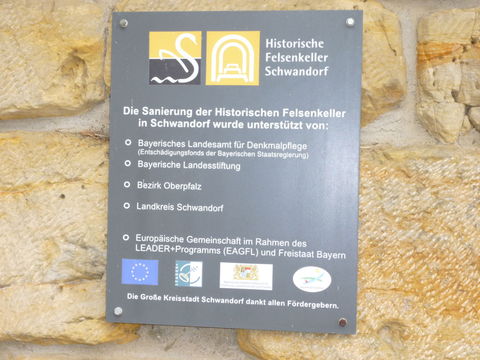 Historische
Felsenkeller
Schwandorf
Die Sanierung der Historischen Felsenkeller
in Schwandorf wurde unterstützt von:
Bayerisches Landesamt für Denkmalpflege
(Entschädigungsfonds der Bayerischen Staatsregierung)
Bayerische Landesstiftung
Bezirk Oberpfalz
Landkreis Schwandorf
Europäische Gemeinschaft im Rahmen des
LEADER+Programms (EAGFL) und Freistaat Bayern
Die Große Kreisstadt Schwandorf dankt allen Fördergebern.